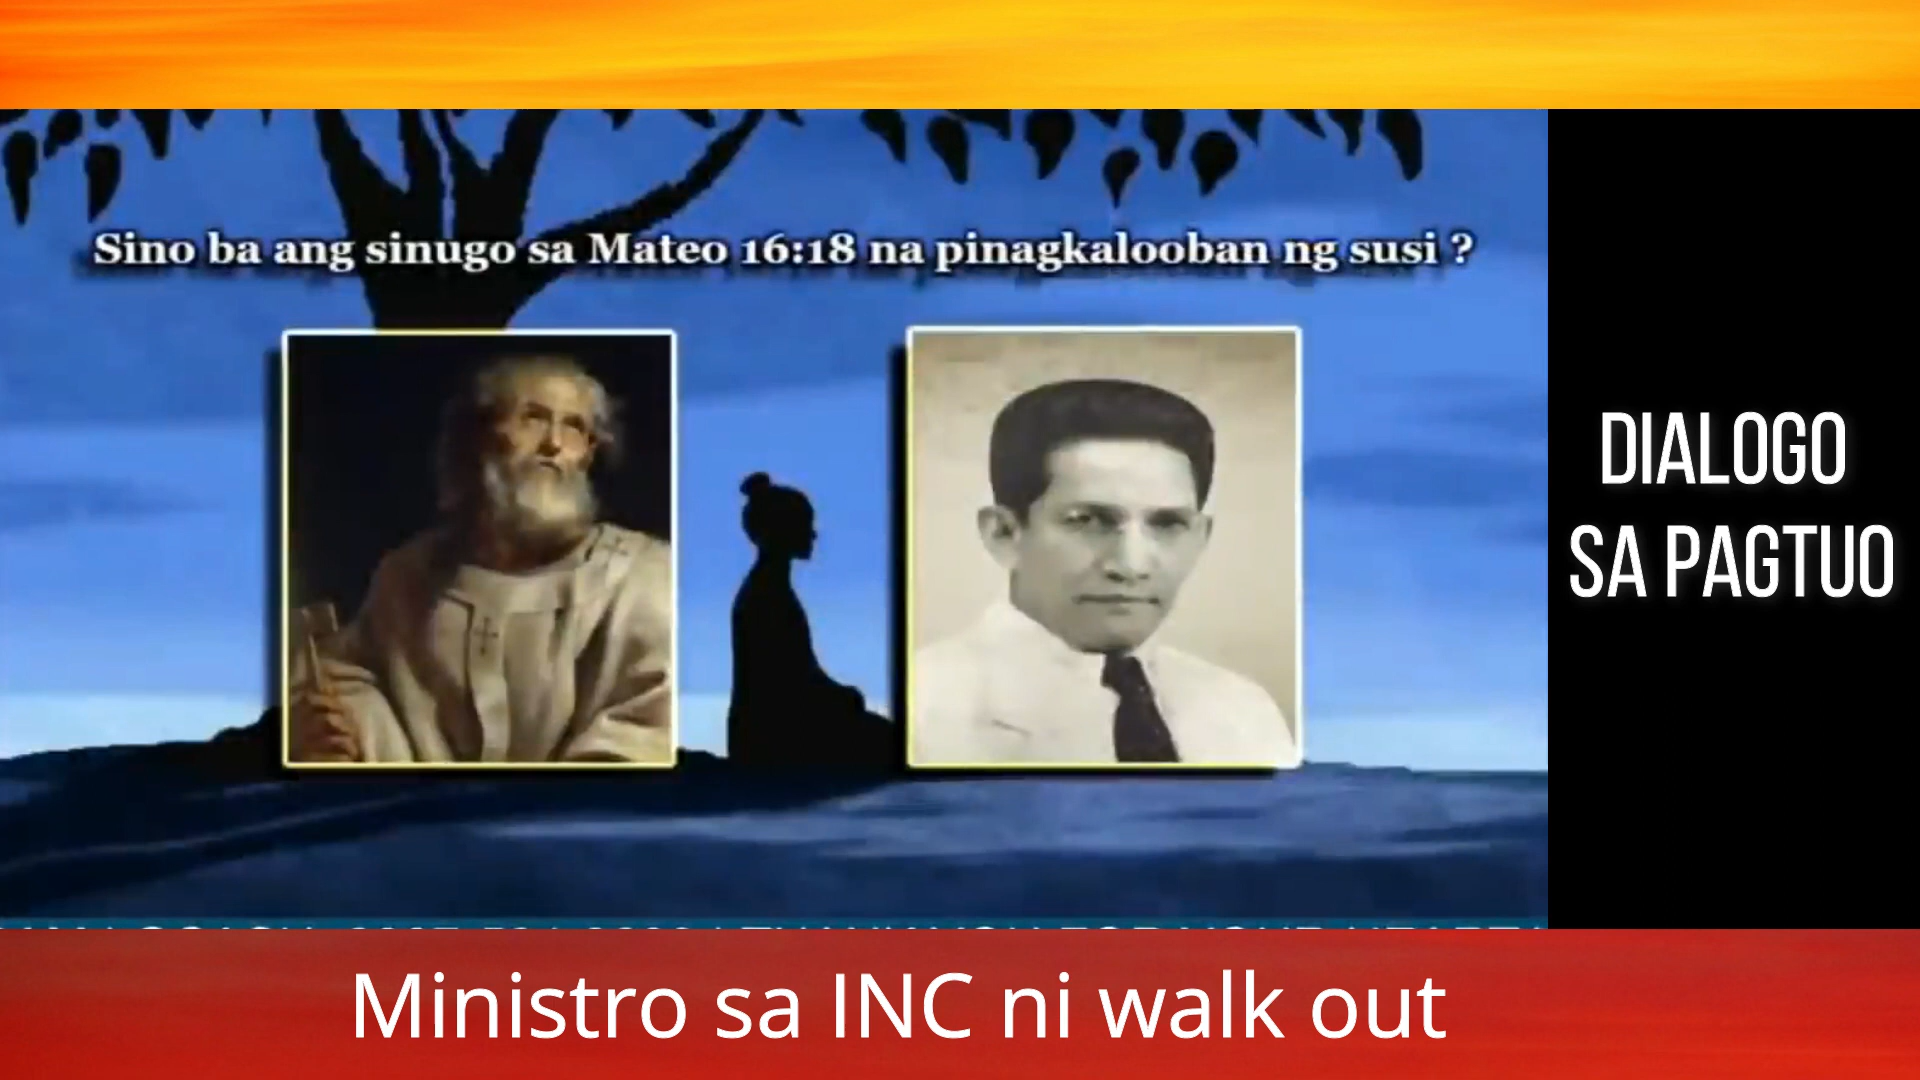 Sino ba ang sinugo sa Mateo 16:18 na pinagkalooban ng susi ?
DIALOGO
SA PAGTUO
Ministro sa INC ni walk out